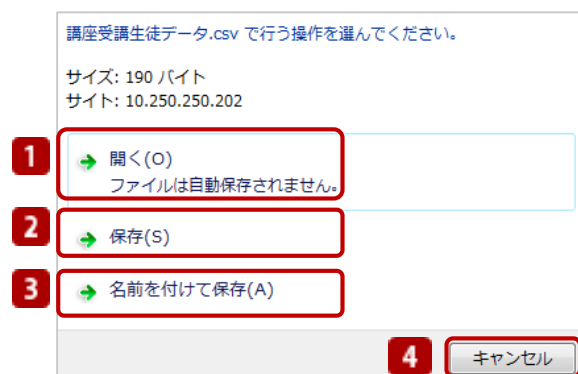 講座受講生徒データ.csv で行う操作を選んでください。
サイズ: 190 バイト
サイト: 10.250.250.202
1
開く(O)
ファイルは自動保存されません。
2
保存(S)
3
名前を付けて保存(A)
4
キャンセル